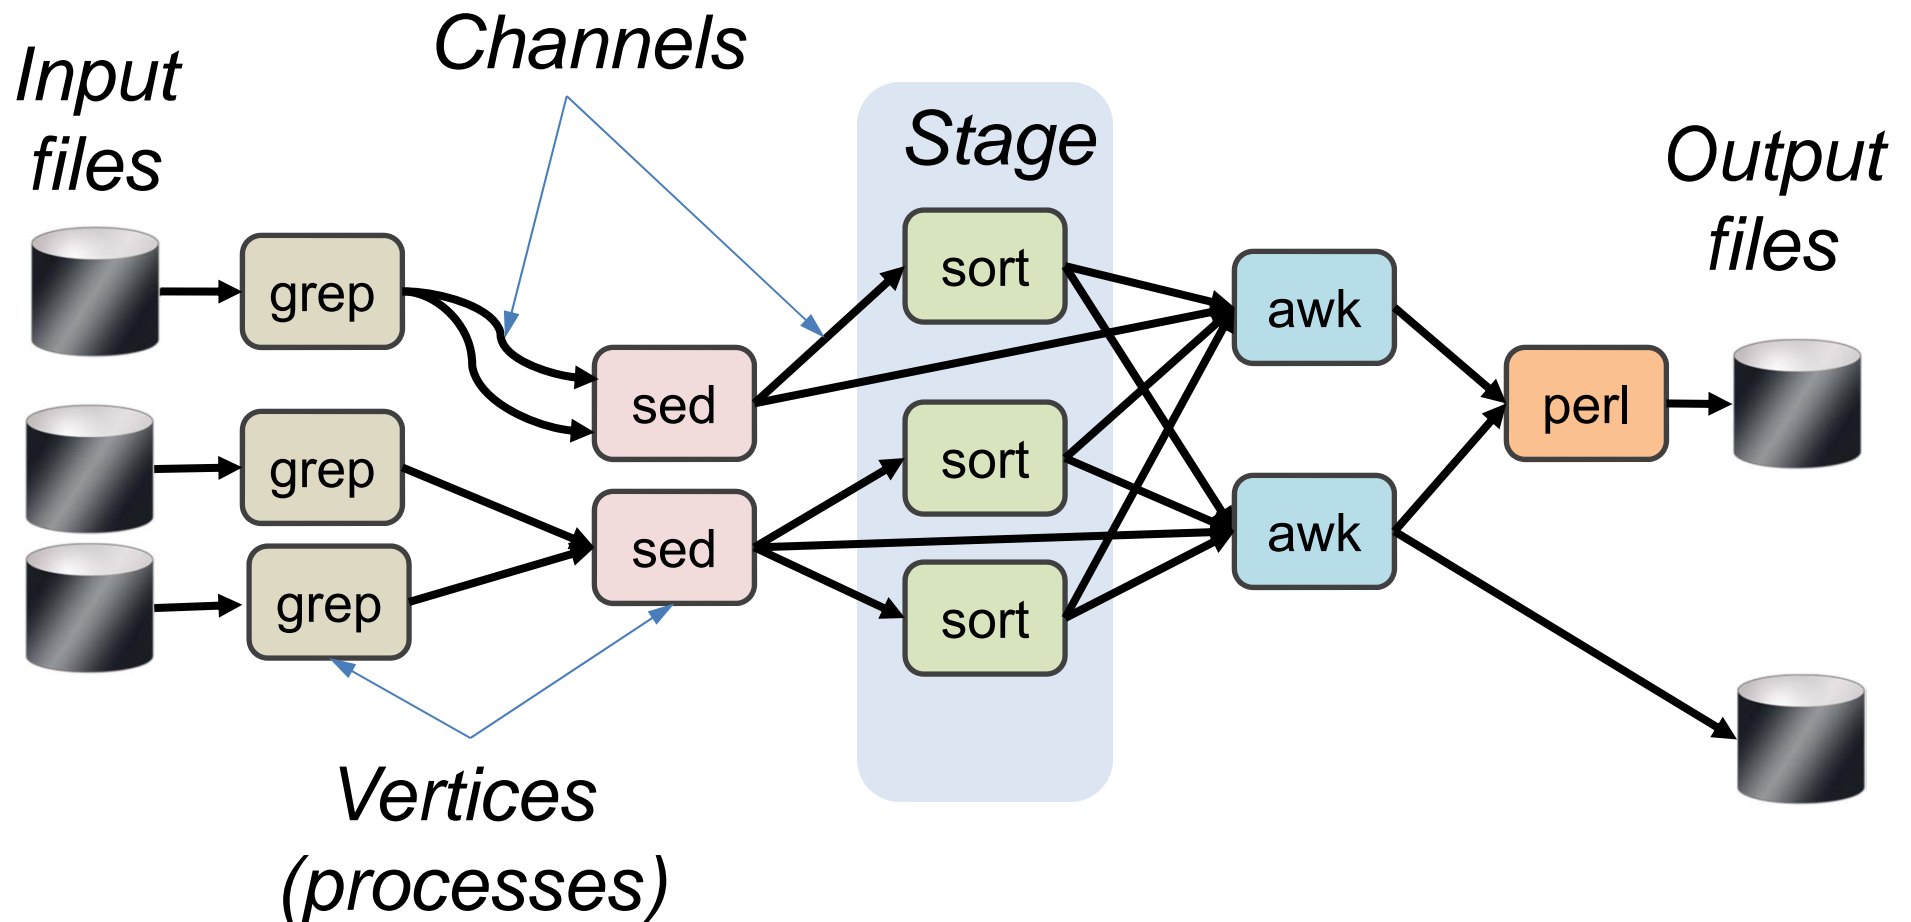 Channels
Input
files
Stage
Output
files
grep
sort
awk
sed
perl
grep
sort
sed
awk
grep
sort
Vertices
(processes)